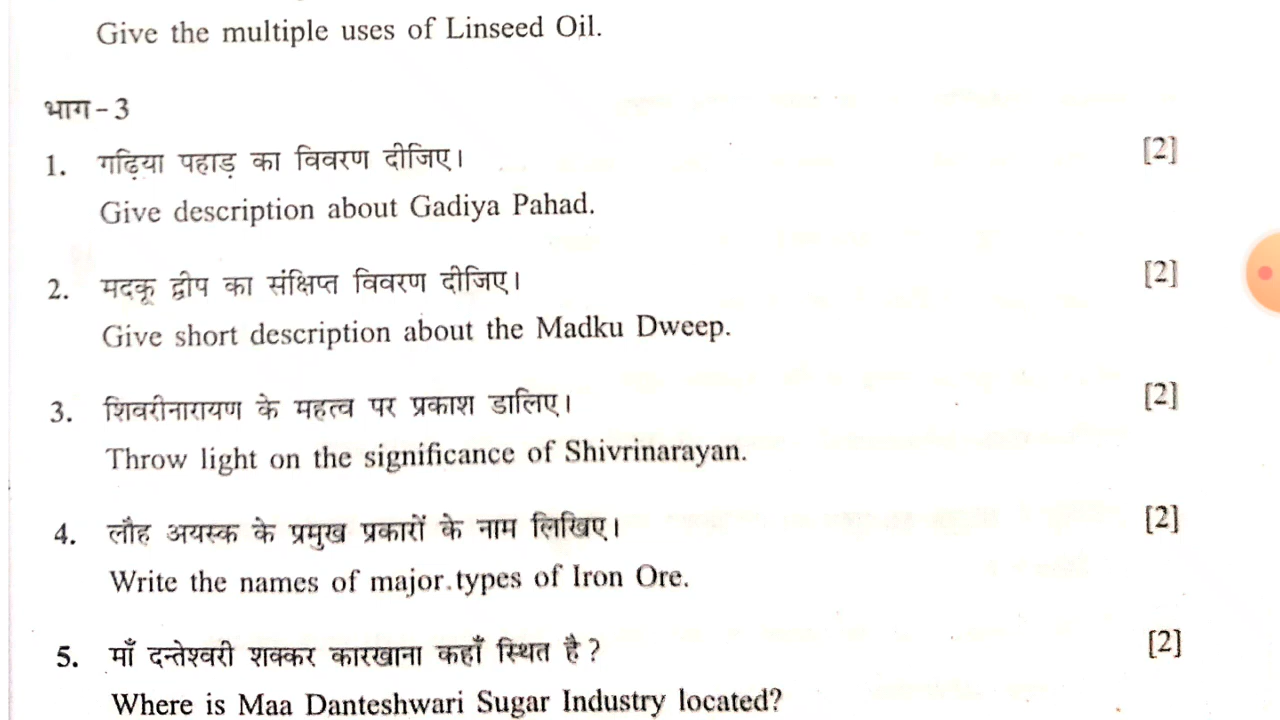 Give the multiple uses of Linseed Oil.
भाग - 3
1. गढ़िया पहाड़ का विवरण दीजिए। [2]
Give description about Gadiya Pahad.
2. मदकू द्वीप का संक्षिप्त विवरण दीजिए। [2]
Give short description about the Madku Dweep.
3. शिवरीनारायण के महत्व पर प्रकाश डालिए। [2]
Throw light on the significance of Shivrinarayan.
4. लौह अयस्क के प्रमुख प्रकारों के नाम लिखिए। [2]
Write the names of major types of Iron Ore.
5. माँ दन्तेश्वरी शक्कर कारखाना कहाँ स्थित है ? [2]
Where is Maa Danteshwari Sugar Industry located?